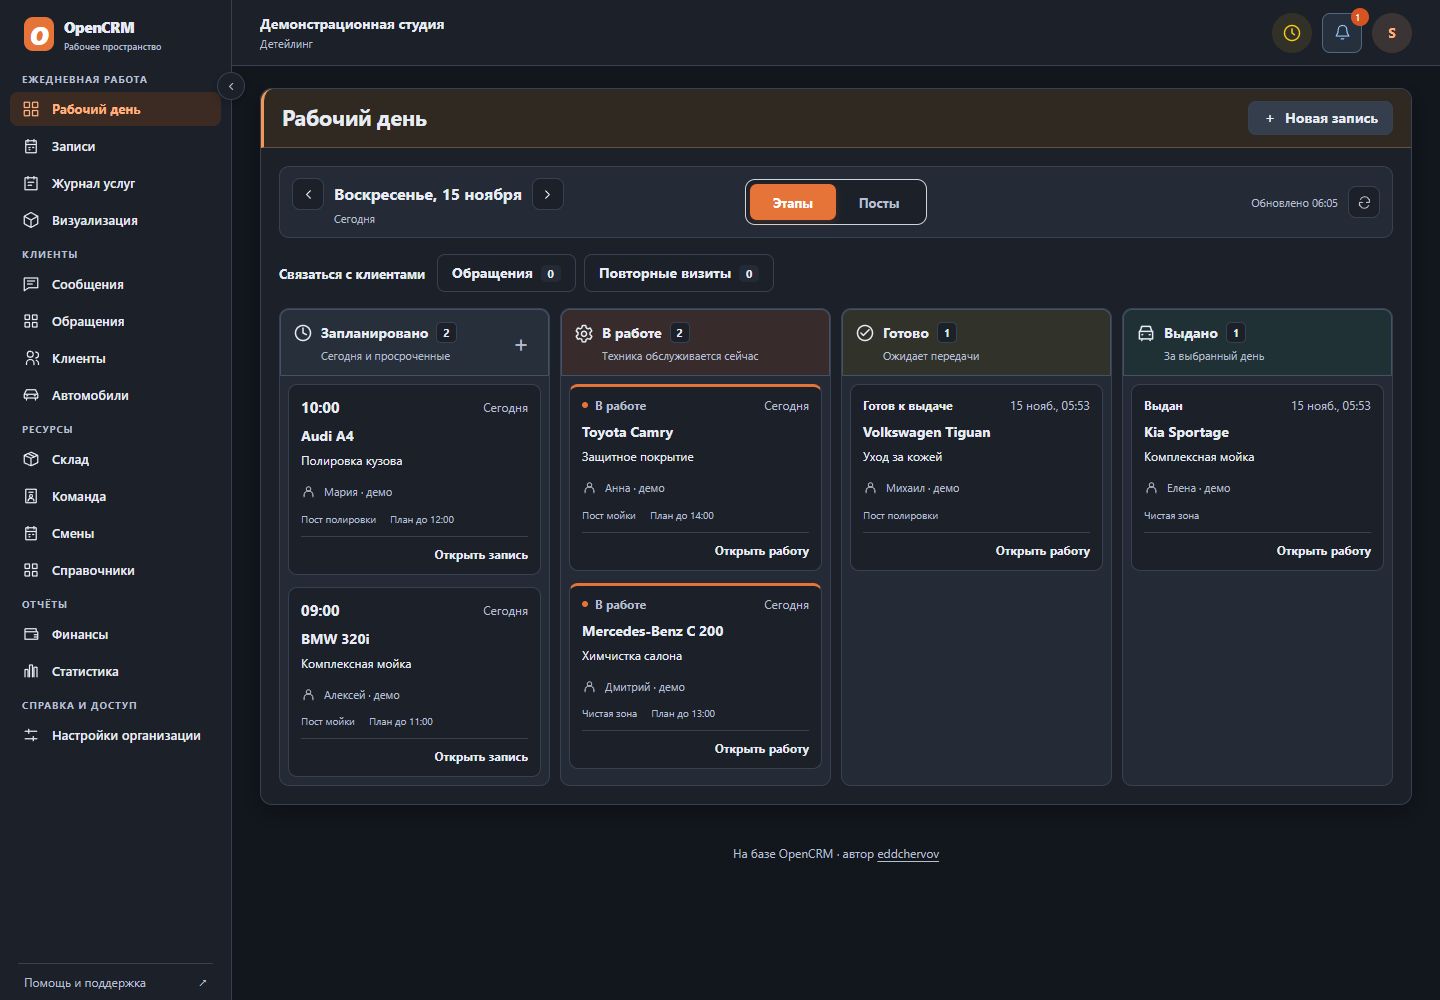 OpenCRM
Рабочее пространство
ЕЖЕДНЕВНАЯ РАБОТА
Рабочий день
Записи
Журнал услуг
Визуализация
КЛИЕНТЫ
Сообщения
Обращения
Клиенты
Автомобили
РЕСУРСЫ
Склад
Команда
Смены
Справочники
ОТЧЁТЫ
Финансы
Статистика
СПРАВКА И ДОСТУП
Настройки организации
Помощь и поддержка ↗
Демонстрационная студия
Детейлинг
1
S
Рабочий день
+ Новая запись
Воскресенье, 15 ноября
Сегодня
Этапы Посты
Обновлено 06:05
Связаться с клиентами Обращения 0 Повторные визиты 0
Запланировано 2
Сегодня и просроченные
+
10:00 Сегодня
Audi A4
Полировка кузова
Мария · демо
Пост полировки План до 12:00
Открыть запись
09:00 Сегодня
BMW 320i
Комплексная мойка
Алексей · демо
Пост мойки План до 11:00
Открыть запись
В работе 2
Техника обслуживается сейчас
В работе Сегодня
Toyota Camry
Защитное покрытие
Анна · демо
Пост мойки План до 14:00
Открыть работу
В работе Сегодня
Mercedes-Benz C 200
Химчистка салона
Дмитрий · демо
Чистая зона План до 13:00
Открыть работу
Готово 1
Ожидает передачи
Готов к выдаче 15 нояб., 05:53
Volkswagen Tiguan
Уход за кожей
Михаил · демо
Пост полировки
Открыть работу
Выдано 1
За выбранный день
Выдан 15 нояб., 05:53
Kia Sportage
Комплексная мойка
Елена · демо
Чистая зона
Открыть работу
На базе OpenCRM · автор eddchervov